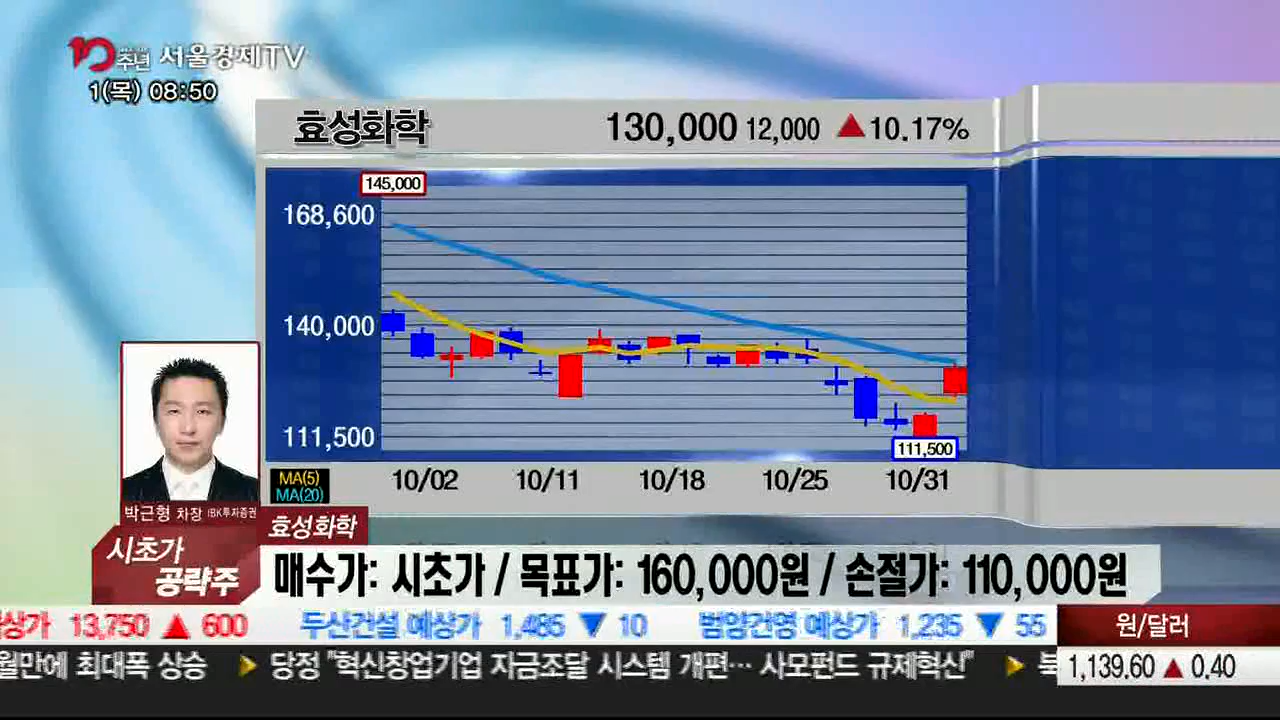 10주년 서울경제TV
1(목) 08:50
효성화학 130,000 12,000 ▲ 10.17%
145,000
168,600
140,000
111,500
111,500
10/02 10/11 10/18 10/25 10/31
MA(5)
MA(20)
박근형 차장 IBK투자증권
효성화학
시초가
공략주
매수가: 시초가 / 목표가: 160,000원 / 손절가: 110,000원
상가 13,750 ▲ 600 두산건설 예상가 1,485 ▼ 10 범양건영 예상가 1,235 ▼ 55
원/달러
월만에 최대폭 상승 ▶ 당정 "혁신창업기업 자금조달 시스템 개편… 사모펀드 규제혁신" ▶
1,139.60 ▲ 0.40